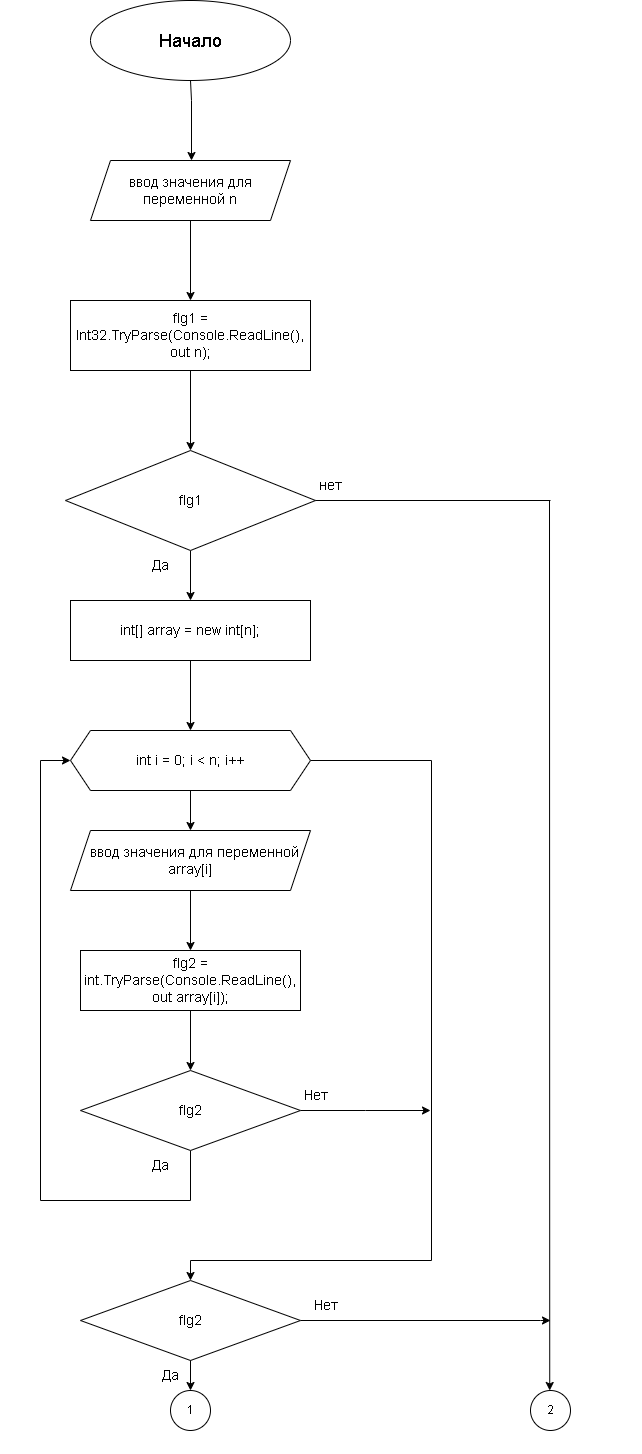 Начало
ввод значения для
переменной n
flg1 =
Int32.TryParse(Console.ReadLine(),
out n);
flg1
нет
Да
int[] array = new int[n];
int i = 0; i < n; i++
ввод значения для переменной
array[i]
flg2 =
int.TryParse(Console.ReadLine(),
out array[i]);
flg2
Нет
Да
flg2
Нет
Да
1
2